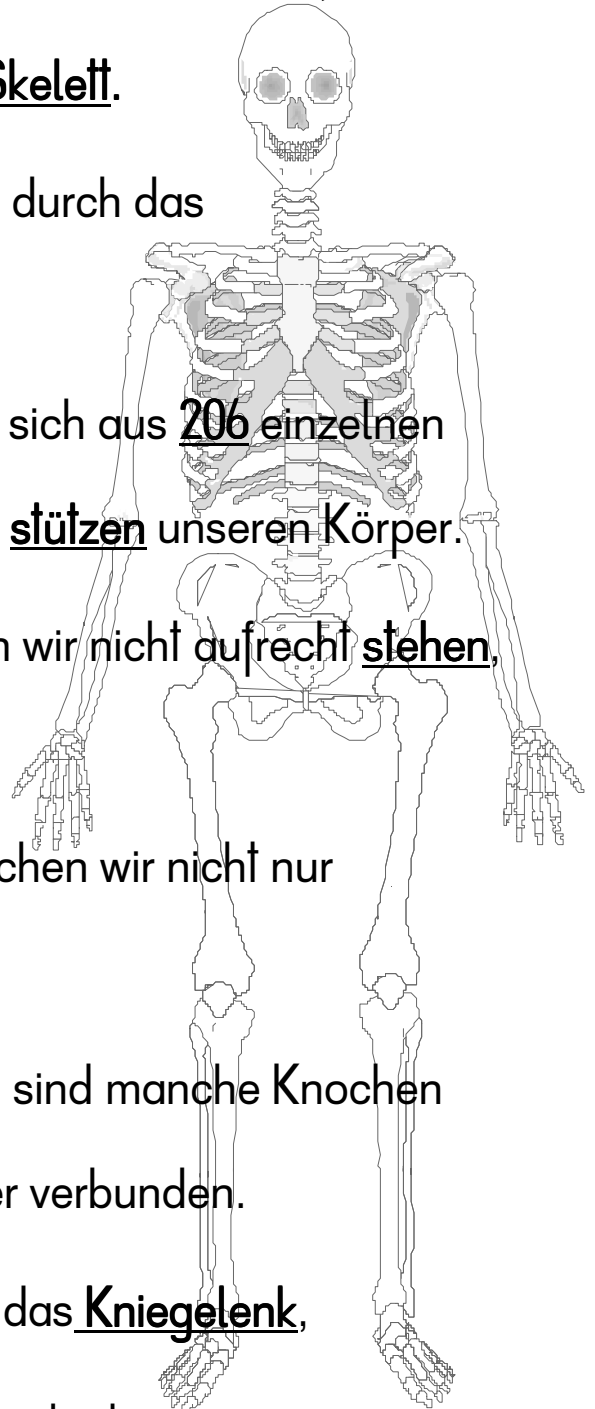 Skelett.
durch das
sich aus 206 einzelnen
stützen unseren Körper.
wir nicht aufrecht stehen,
chen wir nicht nur
sind manche Knochen
er verbunden.
das Kniegelenk,